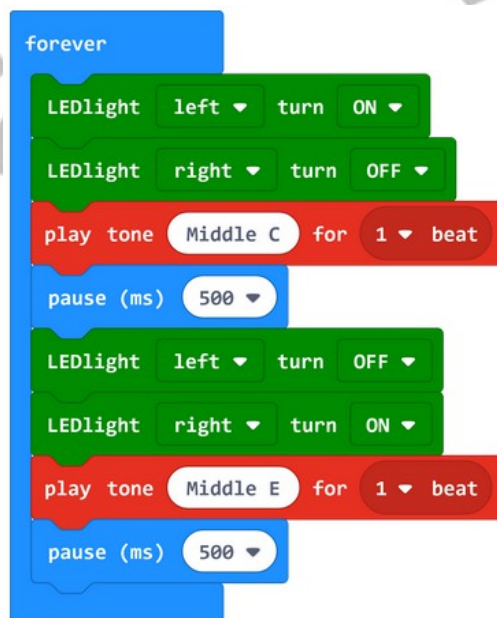 forever
LEDlight left turn ON
LEDlight right turn OFF
play tone Middle C for 1 beat
pause (ms) 500
LEDlight left turn OFF
LEDlight right turn ON
play tone Middle E for 1 beat
pause (ms) 500